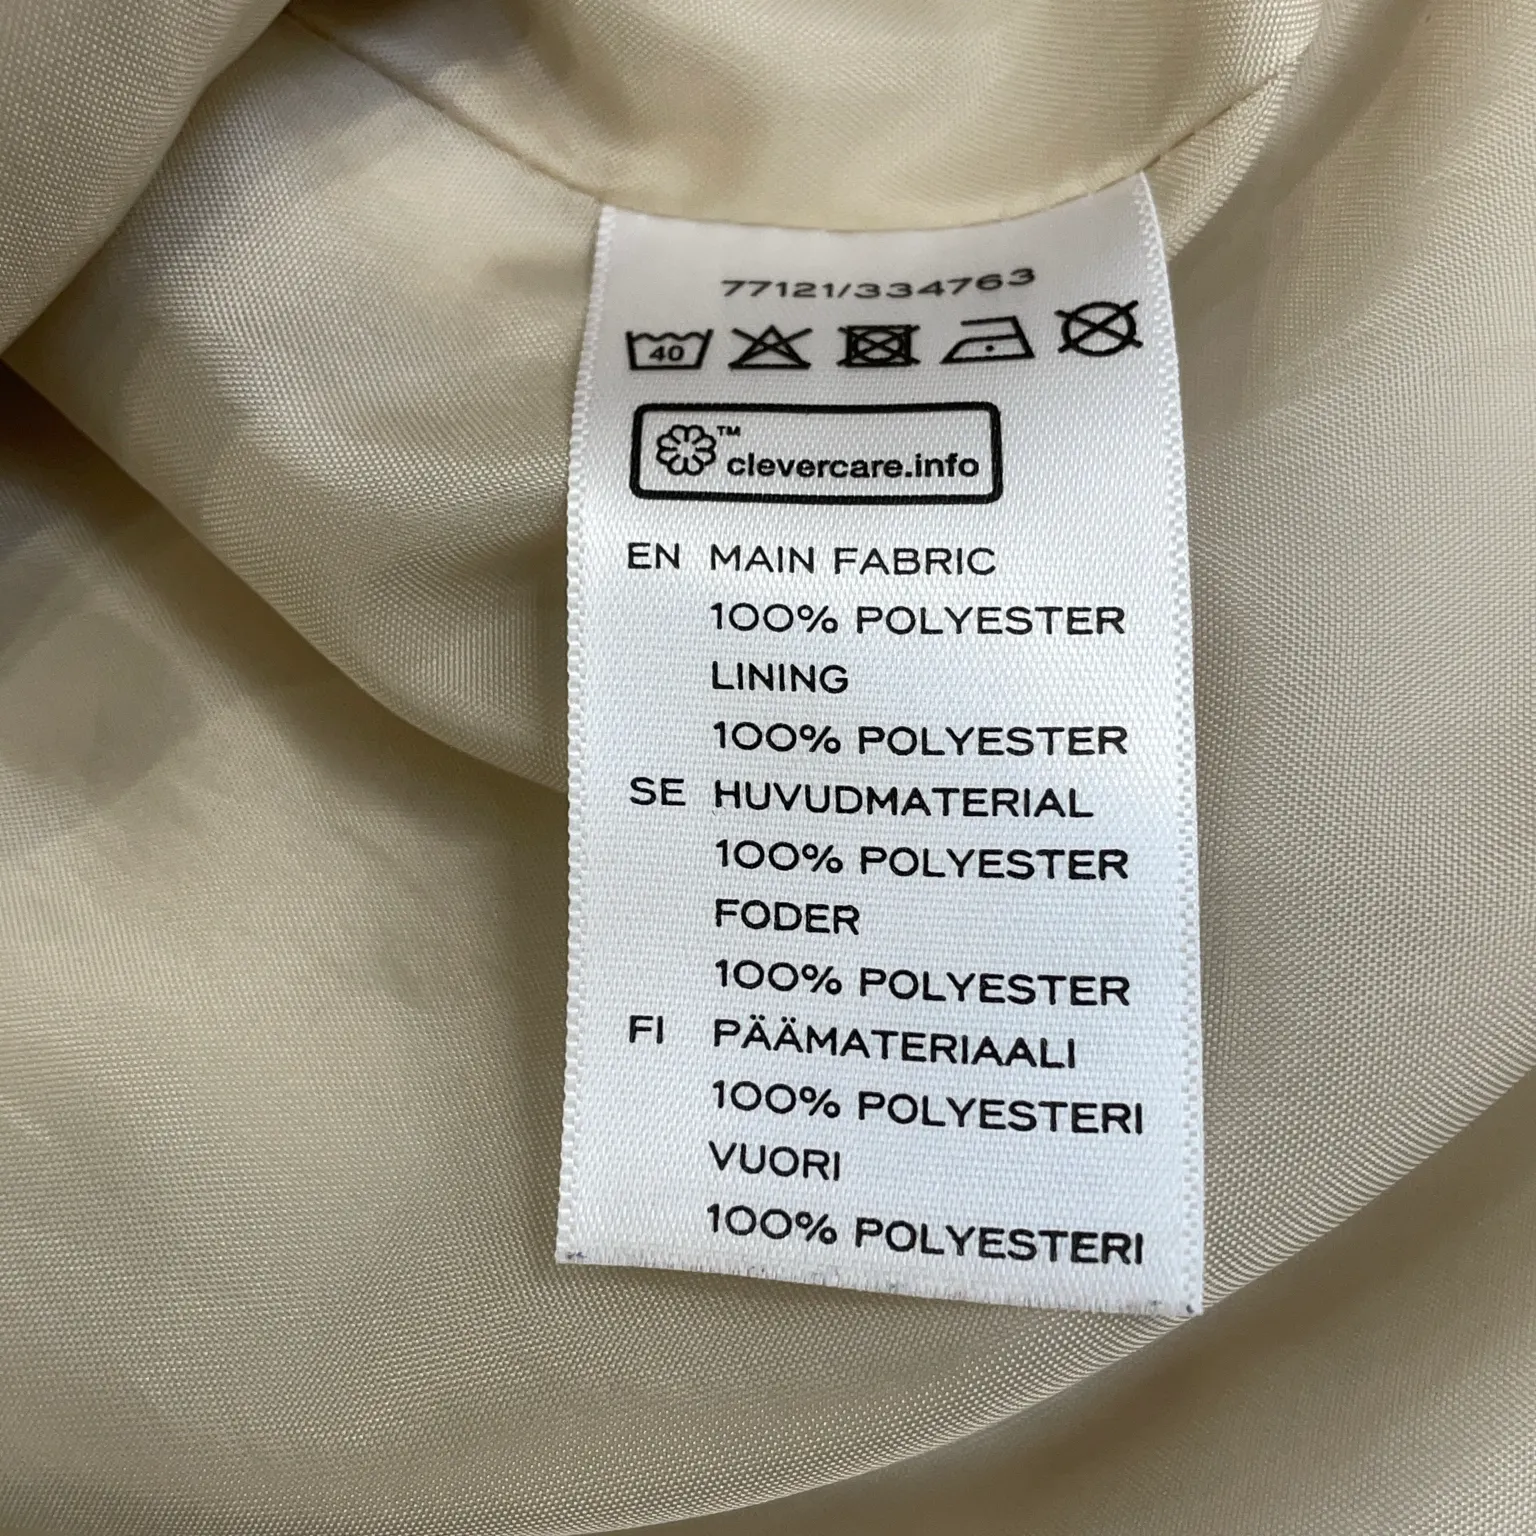 77121/334763
40
™
clevercare.info
EN MAIN FABRIC
100% POLYESTER
LINING
100% POLYESTER
SE HUVUDMATERIAL
100% POLYESTER
FODER
100% POLYESTER
FI PÄÄMATERIAALI
100% POLYESTERI
VUORI
100% POLYESTERI